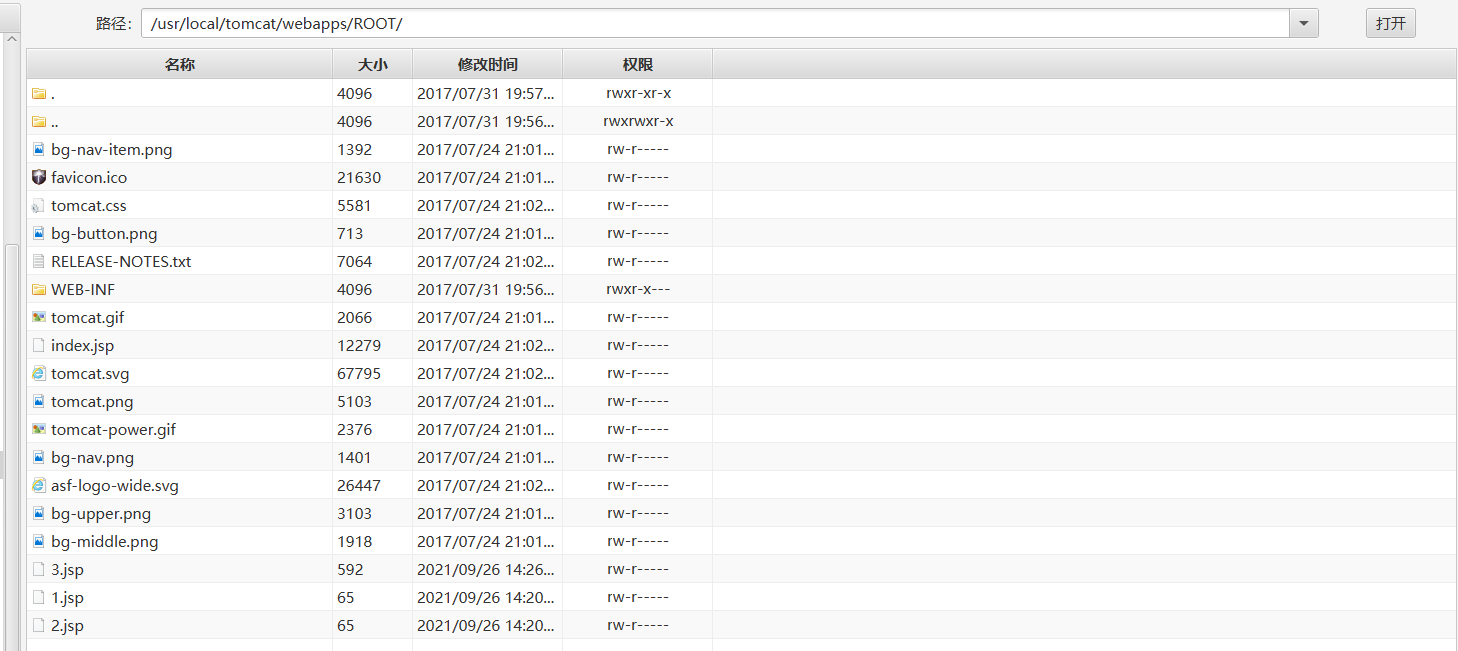 路径： /usr/local/tomcat/webapps/ROOT/ 打开
名称 大小 修改时间 权限
. 4096 2017/07/31 19:57... rwxr-xr-x
.. 4096 2017/07/31 19:56... rwxrwxr-x
bg-nav-item.png 1392 2017/07/24 21:01... rw-r-----
favicon.ico 21630 2017/07/24 21:01... rw-r-----
tomcat.css 5581 2017/07/24 21:02... rw-r-----
bg-button.png 713 2017/07/24 21:01... rw-r-----
RELEASE-NOTES.txt 7064 2017/07/24 21:02... rw-r-----
WEB-INF 4096 2017/07/31 19:56... rwxr-x---
tomcat.gif 2066 2017/07/24 21:01... rw-r-----
index.jsp 12279 2017/07/24 21:02... rw-r-----
tomcat.svg 67795 2017/07/24 21:02... rw-r-----
tomcat.png 5103 2017/07/24 21:01... rw-r-----
tomcat-power.gif 2376 2017/07/24 21:01... rw-r-----
bg-nav.png 1401 2017/07/24 21:01... rw-r-----
asf-logo-wide.svg 26447 2017/07/24 21:02... rw-r-----
bg-upper.png 3103 2017/07/24 21:01... rw-r-----
bg-middle.png 1918 2017/07/24 21:01... rw-r-----
3.jsp 592 2021/09/26 14:26... rw-r-----
1.jsp 65 2021/09/26 14:20... rw-r-----
2.jsp 65 2021/09/26 14:20... rw-r-----